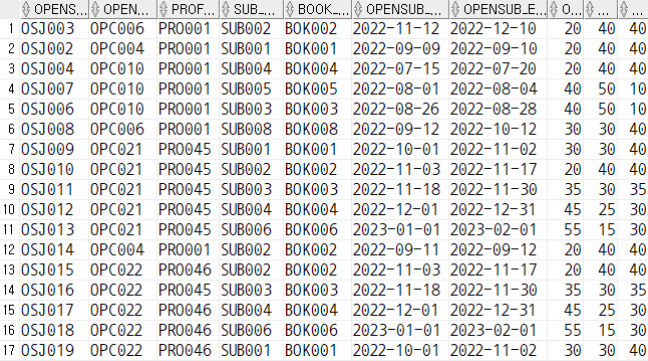 OPENS... OPEN... PROF... SUB_... BOOK_... OPENSUB_... OPENSUB_E... O... ... ...
1 OSJ003 OPC006 PRO001 SUB002 BOK002 2022-11-12 2022-12-10 20 40 40
2 OSJ002 OPC004 PRO001 SUB001 BOK001 2022-09-09 2022-09-10 20 40 40
3 OSJ004 OPC010 PRO001 SUB004 BOK004 2022-07-15 2022-07-20 20 40 40
4 OSJ007 OPC010 PRO001 SUB005 BOK005 2022-08-01 2022-08-04 40 50 10
5 OSJ006 OPC010 PRO001 SUB003 BOK003 2022-08-26 2022-08-28 40 50 10
6 OSJ008 OPC006 PRO001 SUB008 BOK008 2022-09-12 2022-10-12 30 30 40
7 OSJ009 OPC021 PRO045 SUB001 BOK001 2022-10-01 2022-11-02 30 30 40
8 OSJ010 OPC021 PRO045 SUB002 BOK002 2022-11-03 2022-11-17 20 40 40
9 OSJ011 OPC021 PRO045 SUB003 BOK003 2022-11-18 2022-11-30 35 30 35
10 OSJ012 OPC021 PRO045 SUB004 BOK004 2022-12-01 2022-12-31 45 25 30
11 OSJ013 OPC021 PRO045 SUB006 BOK006 2023-01-01 2023-02-01 55 15 30
12 OSJ014 OPC004 PRO001 SUB002 BOK002 2022-09-11 2022-09-12 20 40 40
13 OSJ015 OPC022 PRO046 SUB002 BOK002 2022-11-03 2022-11-17 20 40 40
14 OSJ016 OPC022 PRO045 SUB003 BOK003 2022-11-18 2022-11-30 35 30 35
15 OSJ017 OPC022 PRO046 SUB004 BOK004 2022-12-01 2022-12-31 45 25 30
16 OSJ018 OPC022 PRO046 SUB006 BOK006 2023-01-01 2023-02-01 55 15 30
17 OSJ019 OPC022 PRO046 SUB001 BOK001 2022-10-01 2022-11-02 30 30 40